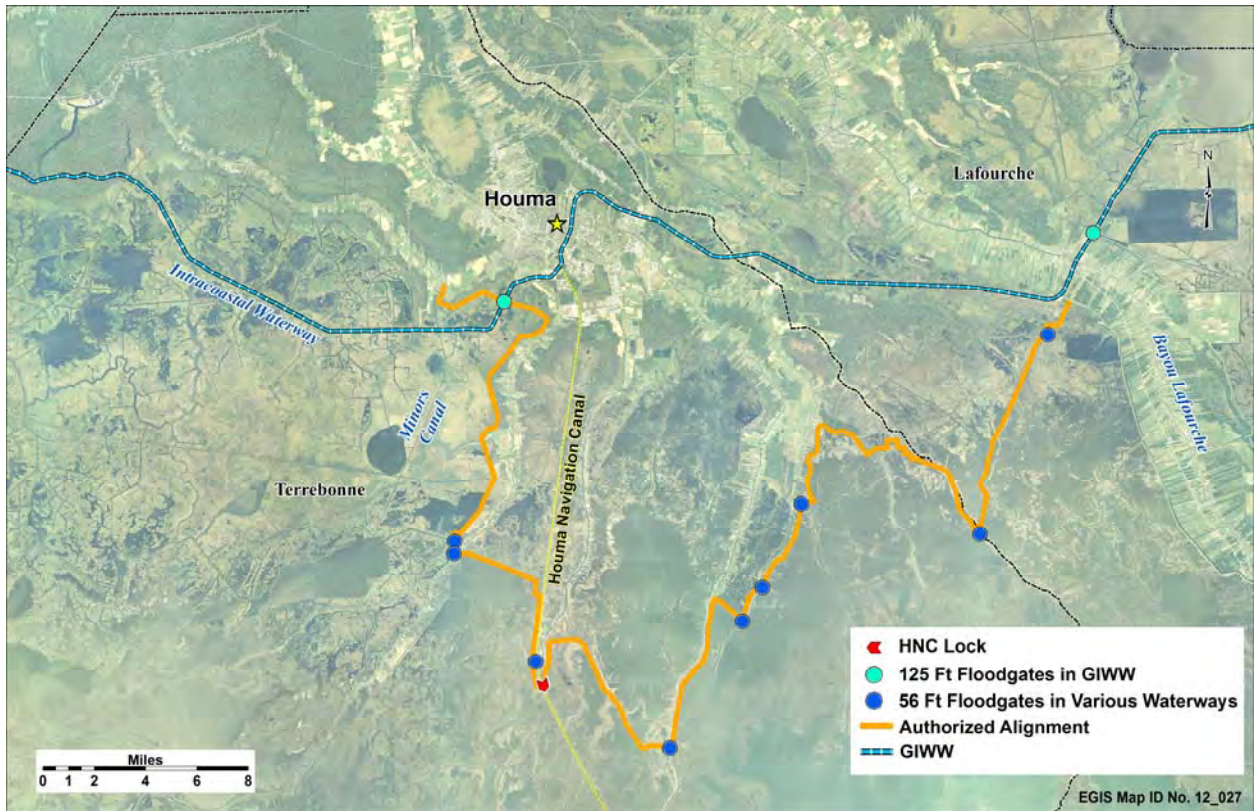 Lafourche
N
Houma
Intracoastal Waterway
Minors
Canal
Bayou Lafourche
Terrebonne
Houma Navigation Canal
HNC Lock
125 Ft Floodgates in GIWW
56 Ft Floodgates in Various Waterways
Authorized Alignment
GIWW
Miles
0 1 2 4 6 8
EGIS Map ID No. 12_027